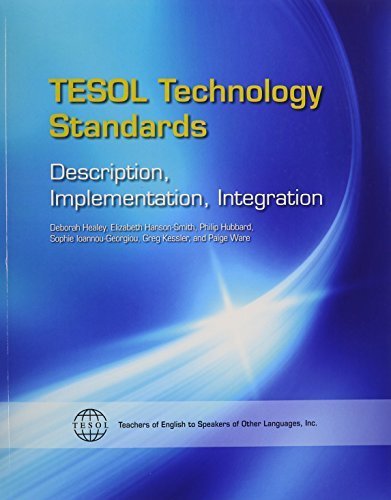 TESOL Technology
Standards
Description,
Implementation, Integration
Deborah Healey, Elizabeth Hanson-Smith, Philip Hubbard,
Sophie Ioannou-Georgiou, Greg Kessler, and Paige Ware
TESOL
Teachers of English to Speakers of Other Languages, Inc.